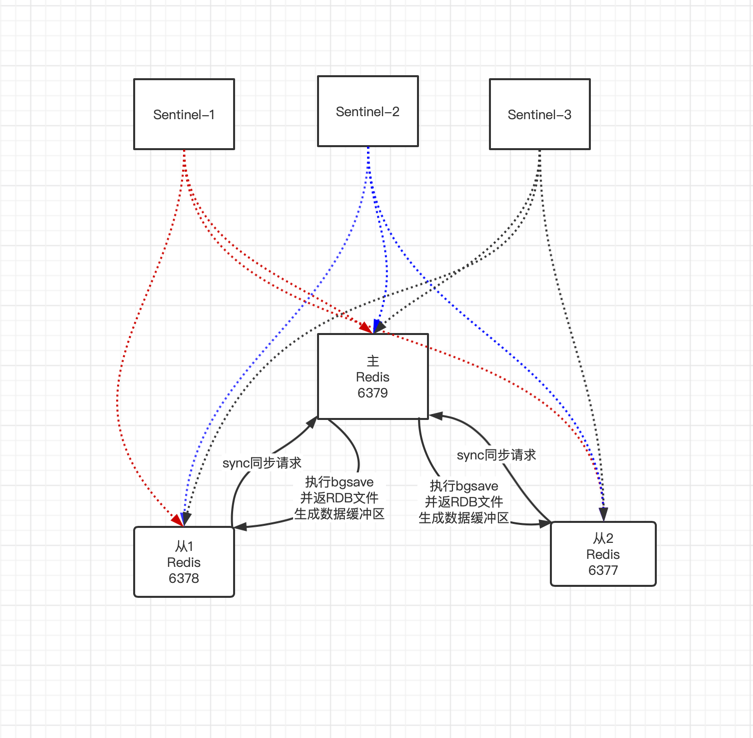 Sentinel-1
Sentinel-2
Sentinel-3
主
Redis
6379
sync同步请求
执行bgsave
并返RDB文件
生成数据缓冲区
执行bgsave
并返RDB文件
生成数据缓冲区
sync同步请求
从1
Redis
6378
从2
Redis
6377